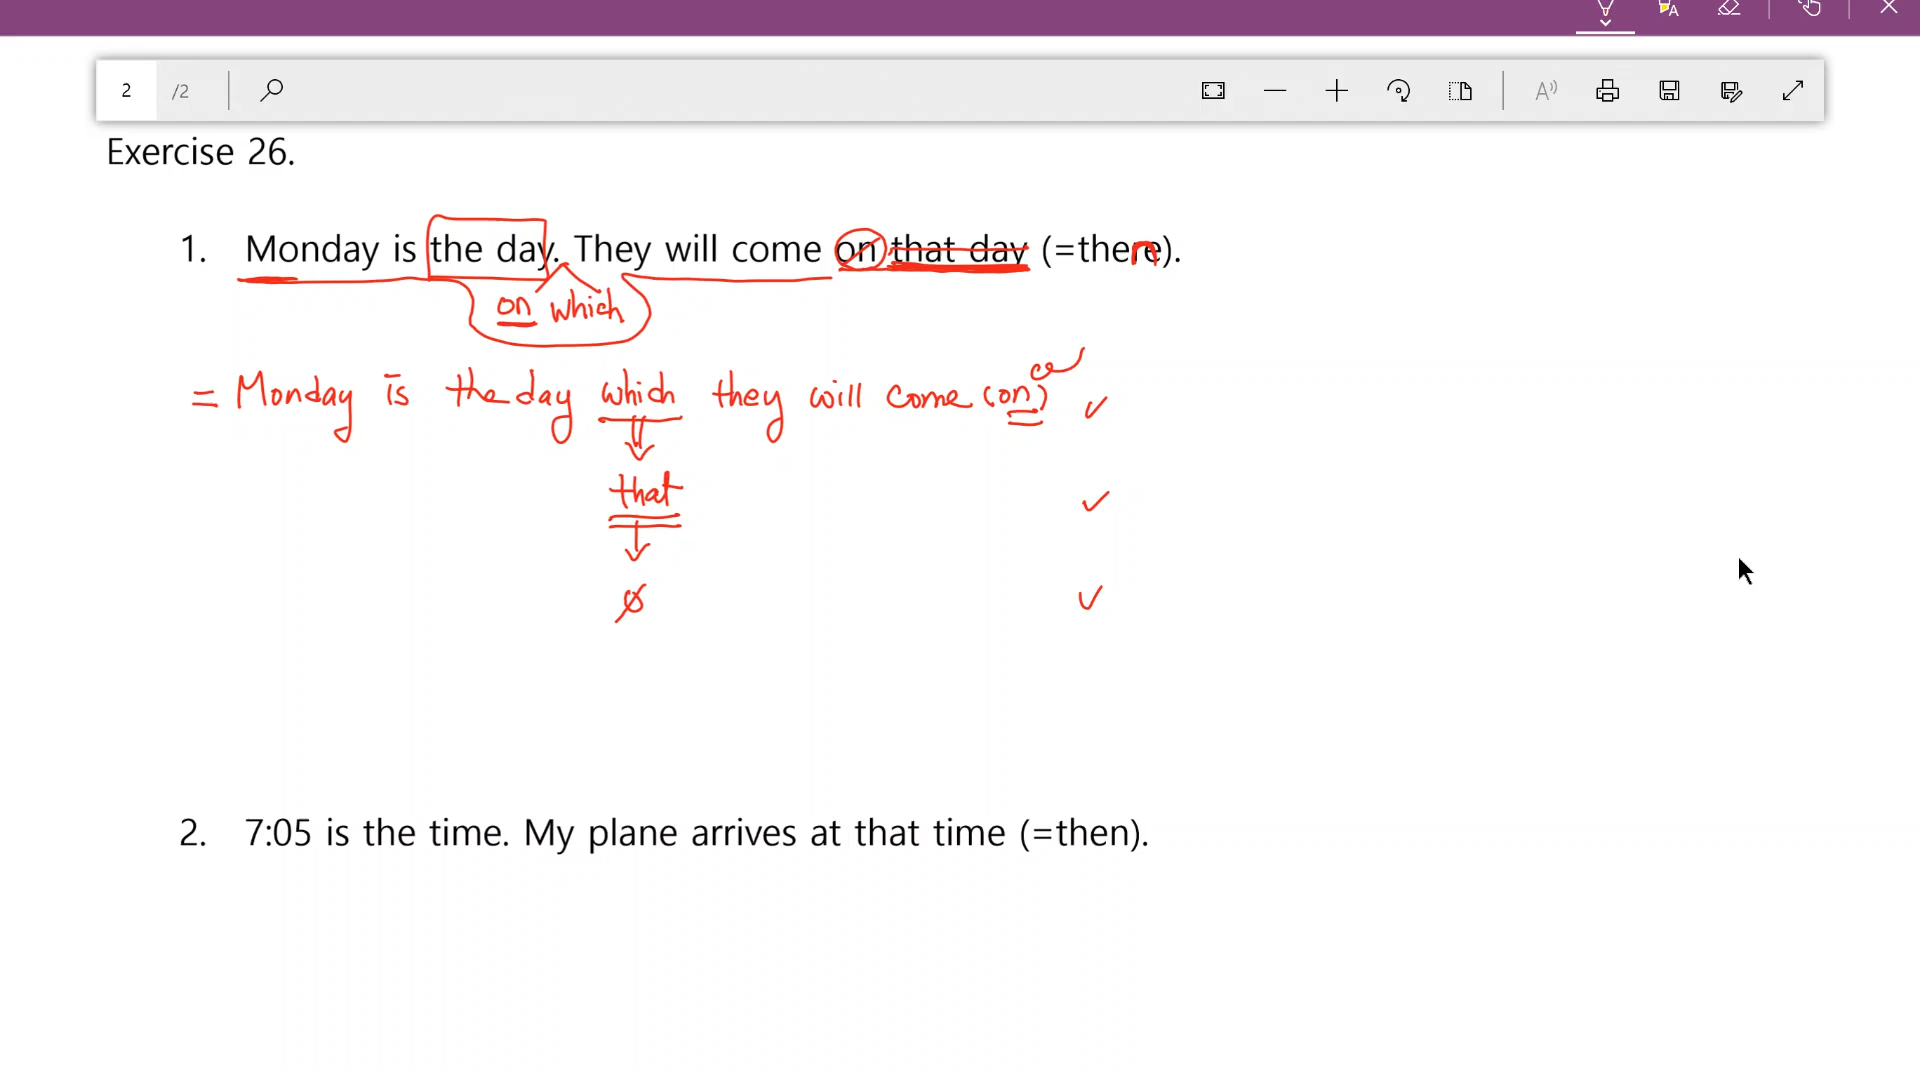 2 /2
Exercise 26.
1. Monday is the day. They will come on that day (=then).
on which
= Monday is the day which they will come (on)
that
ø
2. 7:05 is the time. My plane arrives at that time (=then).